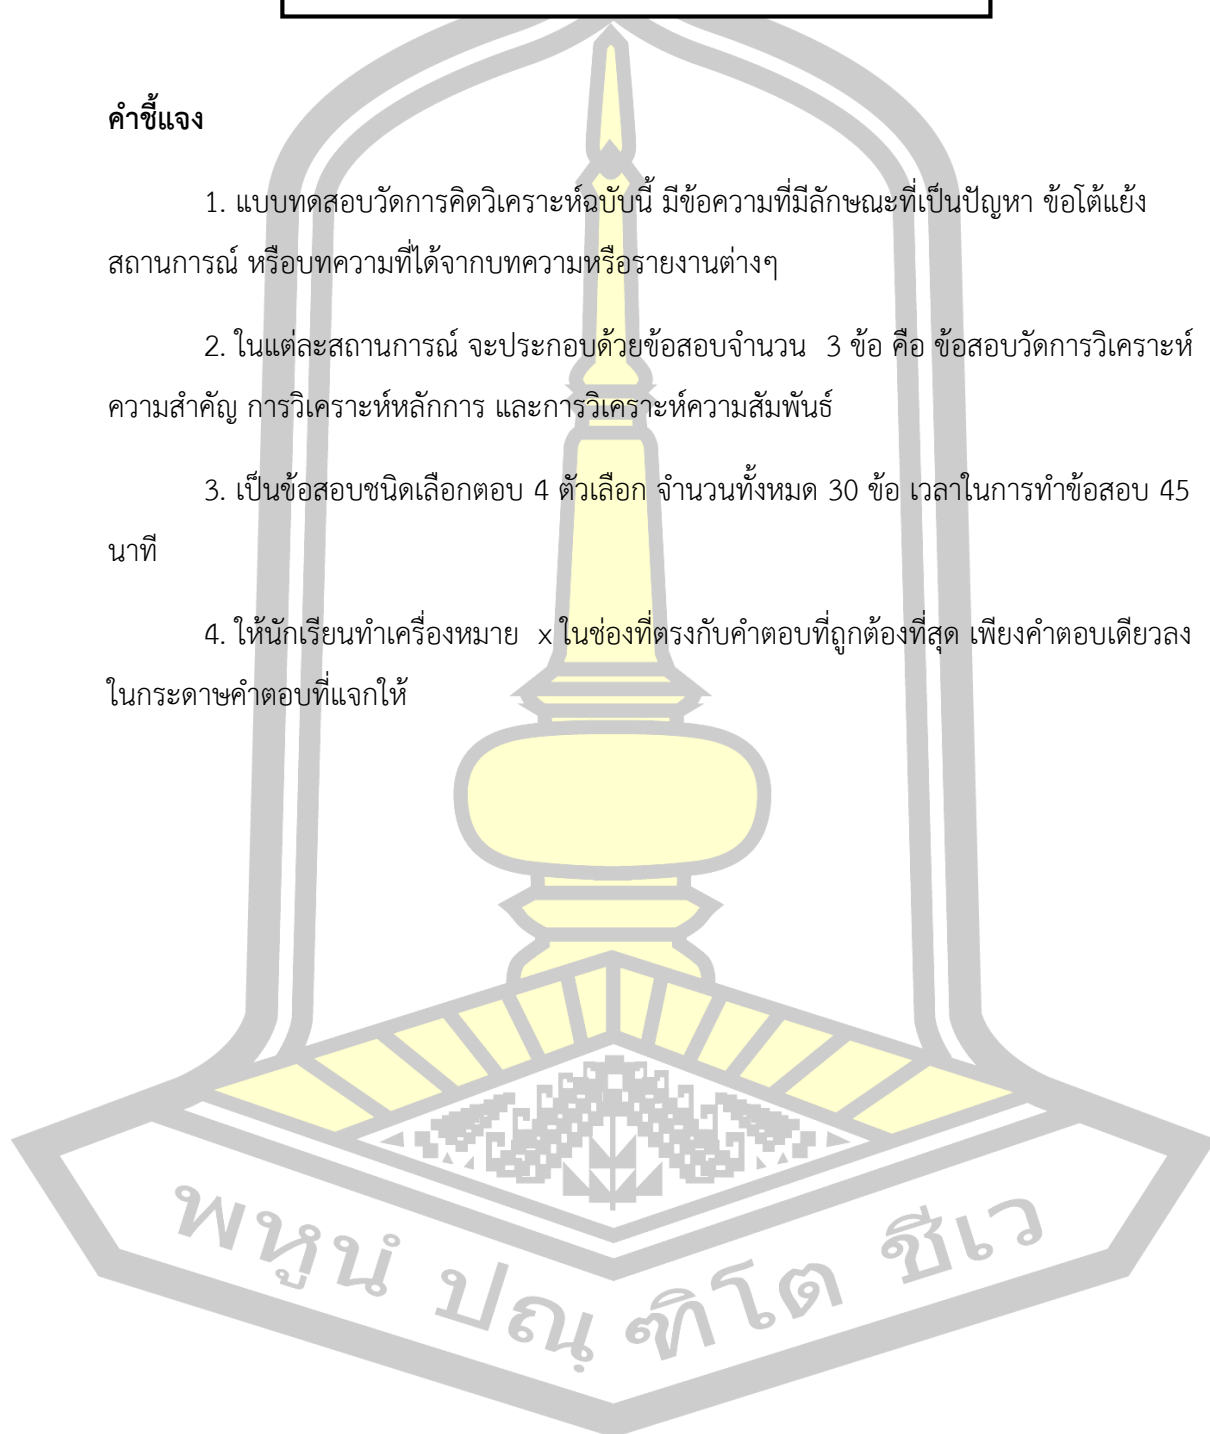 คำชี้แจง
1. แบบทดสอบวัดการคิดวิเคราะห์ฉบับนี้ มีข้อความที่มีลักษณะที่เป็นปัญหา ข้อโต้แย้ง
สถานการณ์ หรือบทความที่ได้จากบทความหรือรายงานต่างๆ
2. ในแต่ละสถานการณ์ จะประกอบด้วยข้อสอบจำนวน 3 ข้อ คือ ข้อสอบวัดการวิเคราะห์
ความสำคัญ การวิเคราะห์หลักการ และการวิเคราะห์ความสัมพันธ์
3. เป็นข้อสอบชนิดเลือกตอบ 4 ตัวเลือก จำนวนทั้งหมด 30 ข้อ เวลาในการทำข้อสอบ 45
นาที
4. ให้นักเรียนทำเครื่องหมาย x ในช่องที่ตรงกับคำตอบที่ถูกต้องที่สุด เพียงคำตอบเดียวลง
ในกระดาษคำตอบที่แจกให้
พหูนํ ปณฺฑิโต ชีเว